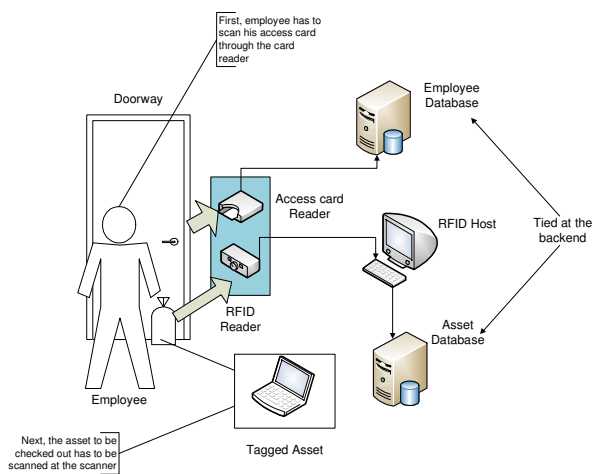 First, employee has to
scan his access card
through the card
reader
Doorway
Employee
Database
Access card
Reader
RFID Host
Tied at the
backend
RFID
Reader
Asset
Database
Employee
Tagged Asset
Next, the asset to be
checked out has to be
scanned at the scanner